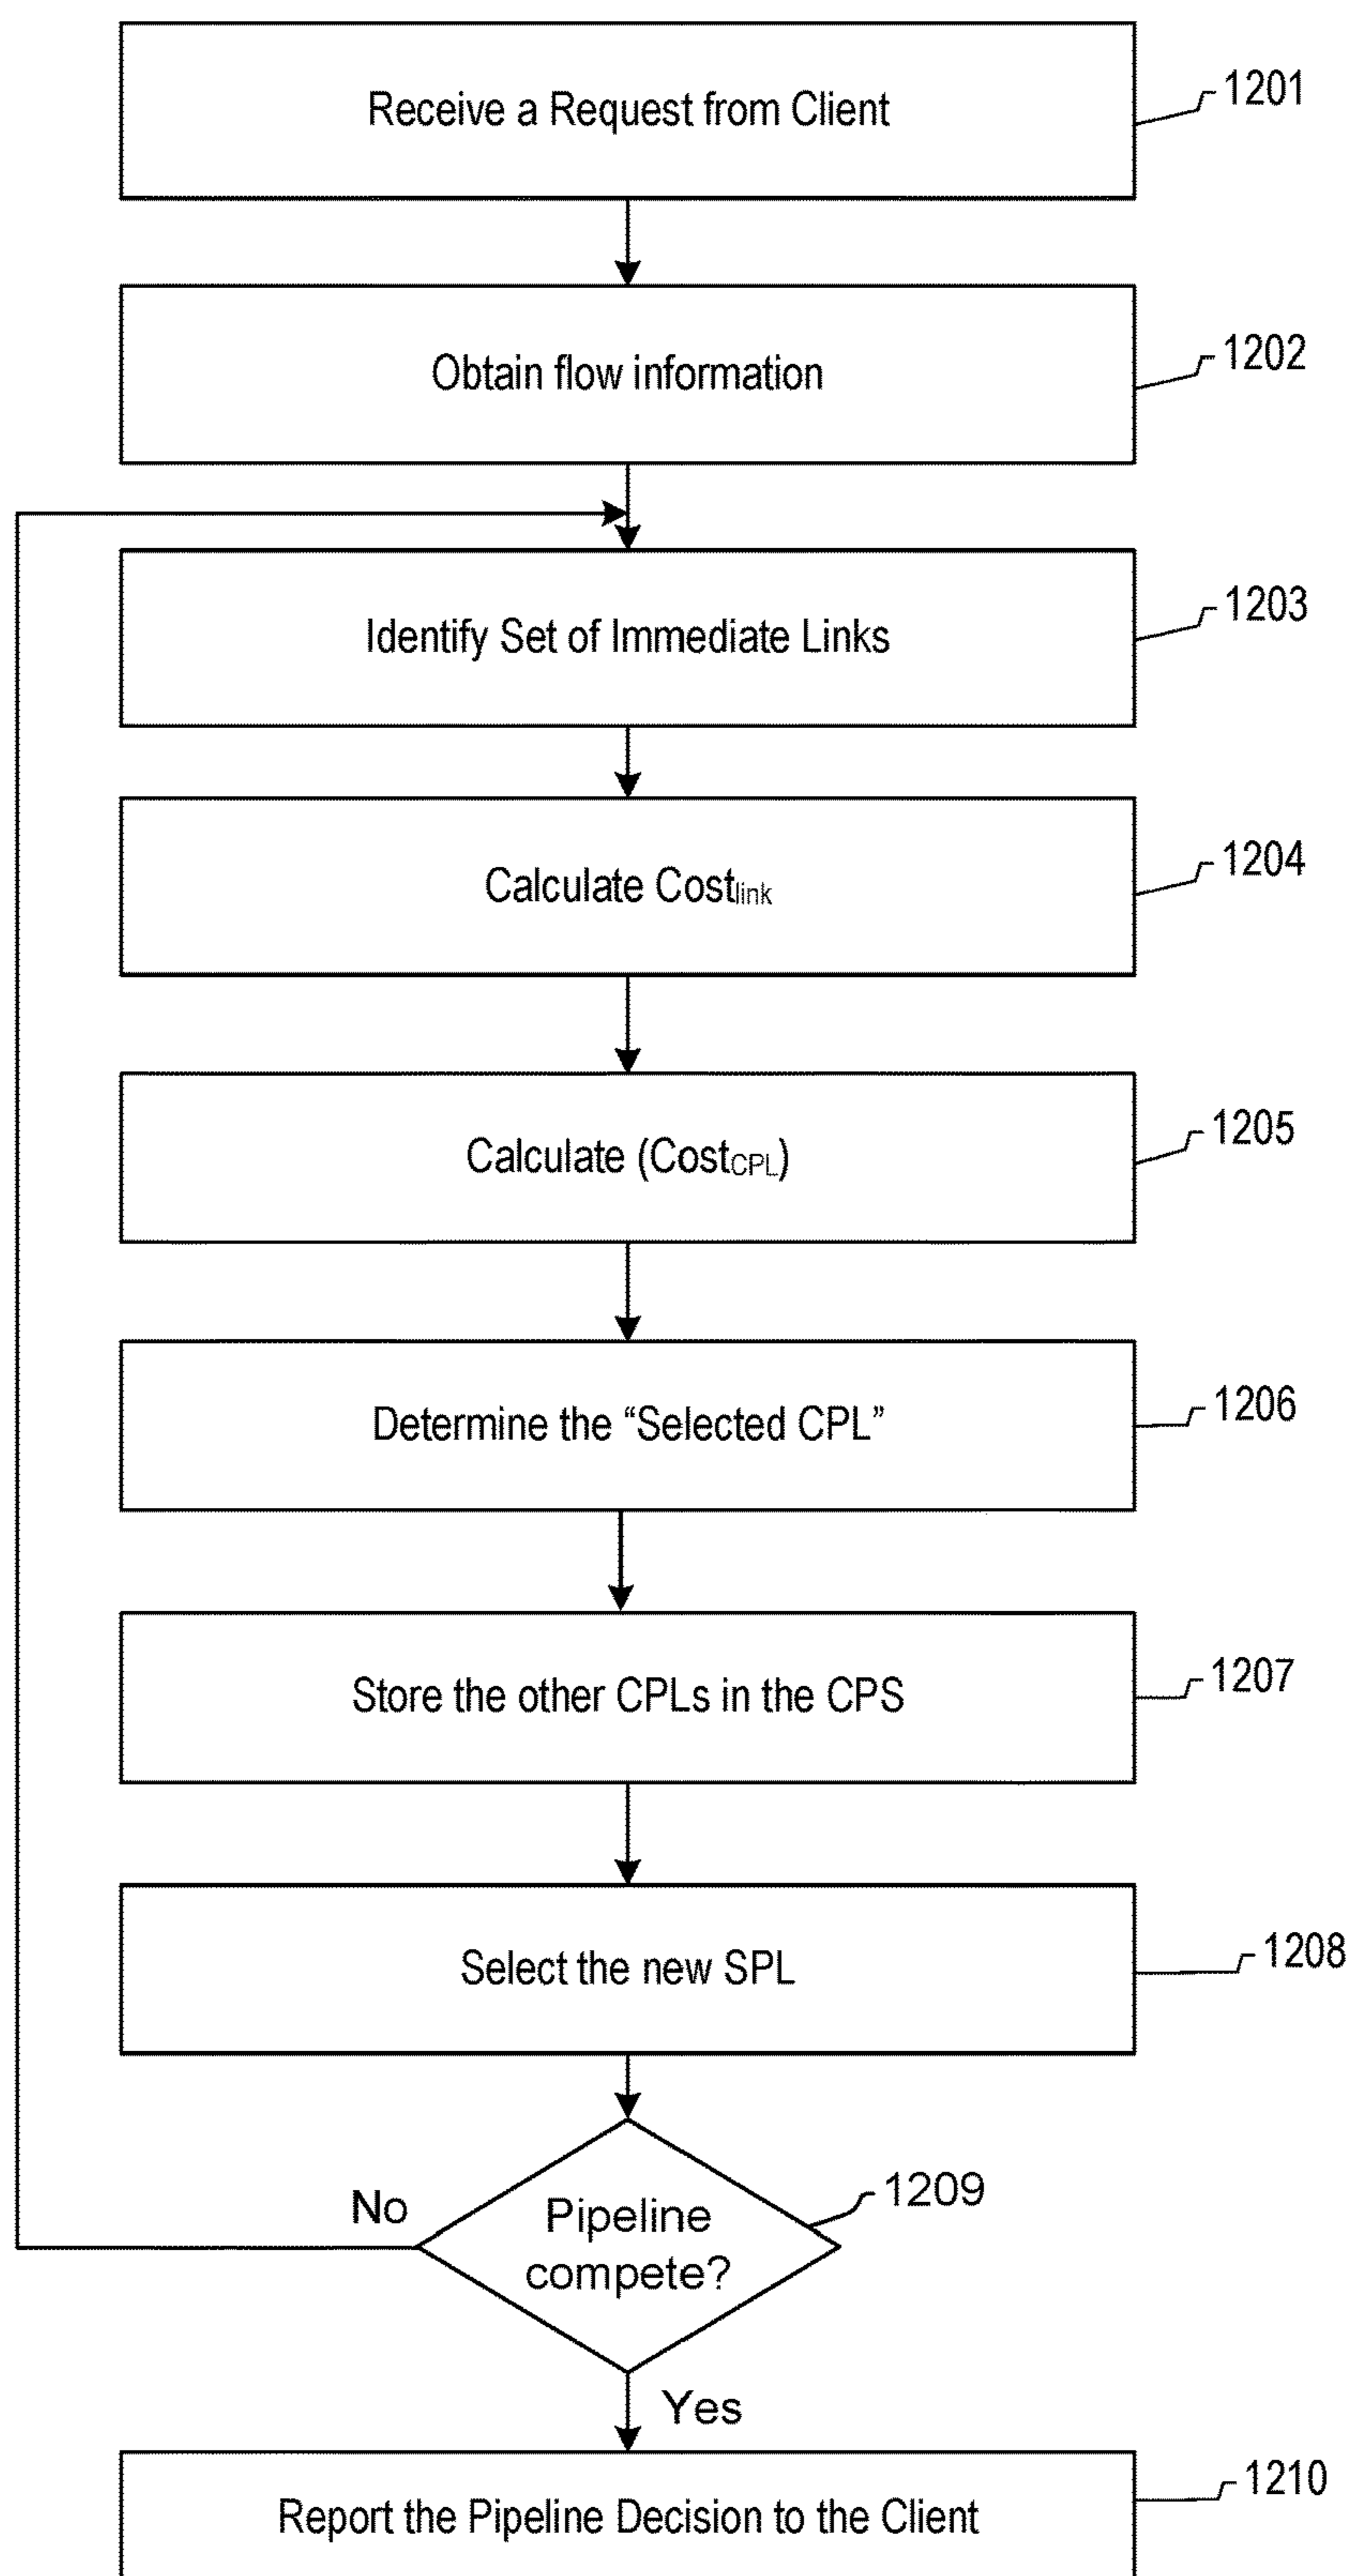 Receive a Request from Client
1201
Obtain flow information
1202
Identify Set of Immediate Links
1203
Calculate Costlink
1204
Calculate (CostCPL)
1205
Determine the “Selected CPL”
1206
Store the other CPLs in the CPS
1207
Select the new SPL
1208
No
Pipeline
compete?
1209
Yes
Report the Pipeline Decision to the Client
1210